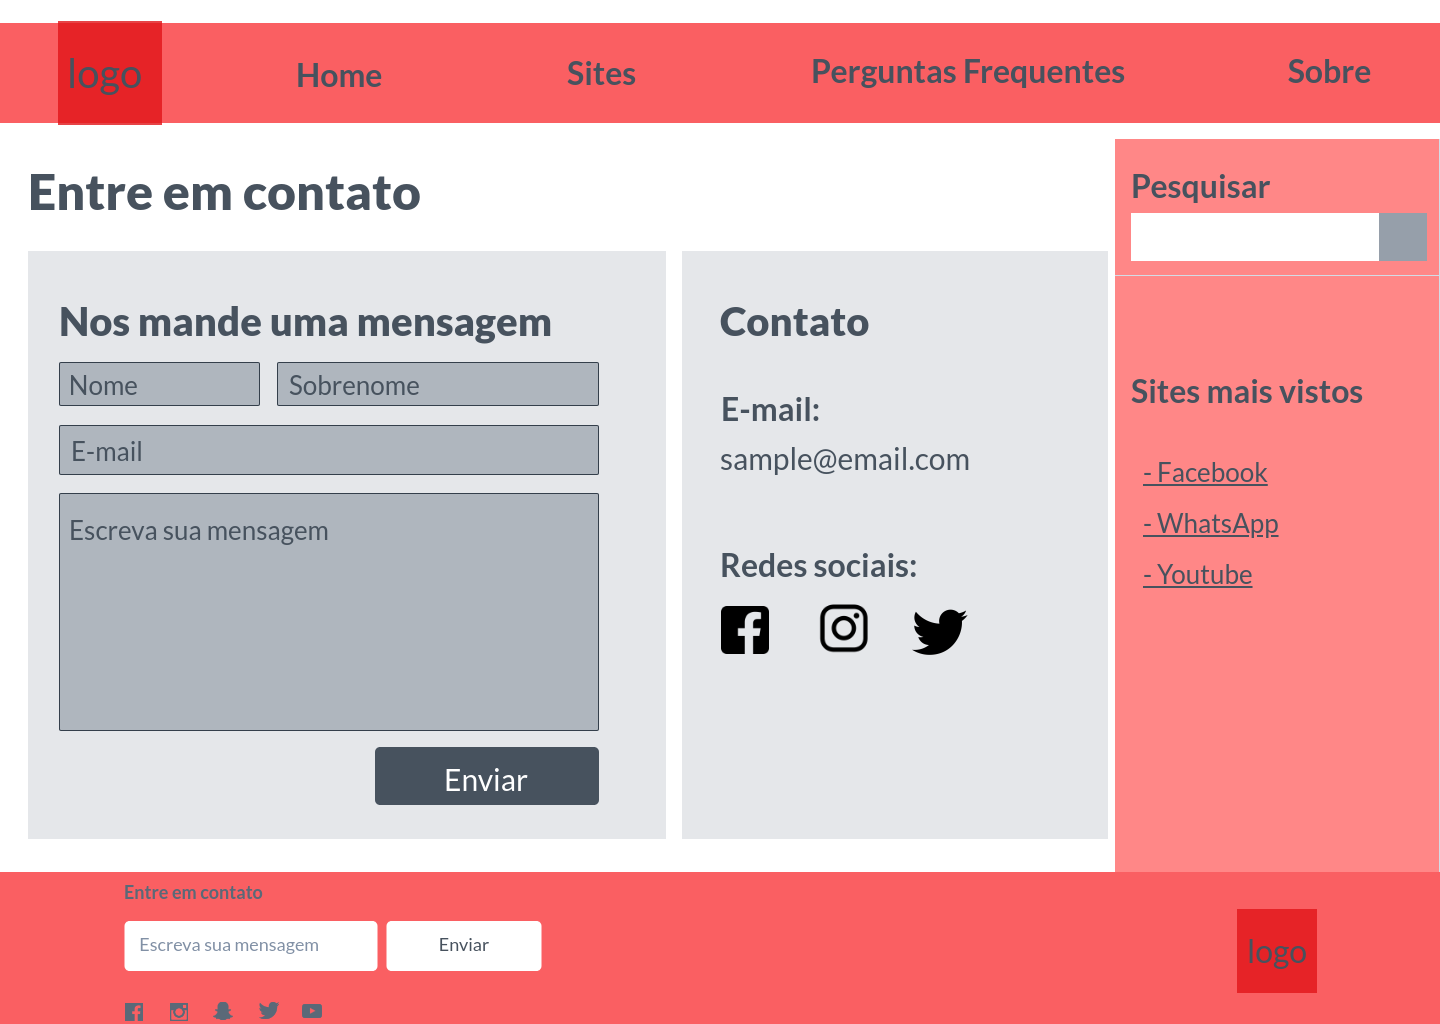 logo
Home
Sites
Perguntas Frequentes
Sobre
Entre em contato
Nos mande uma mensagem
Nome
Sobrenome
E-mail
Escreva sua mensagem
Enviar
Contato
E-mail:
sample@email.com
Redes sociais:
Pesquisar
Sites mais vistos
- Facebook
- WhatsApp
- Youtube
Entre em contato
Escreva sua mensagem
Enviar
logo